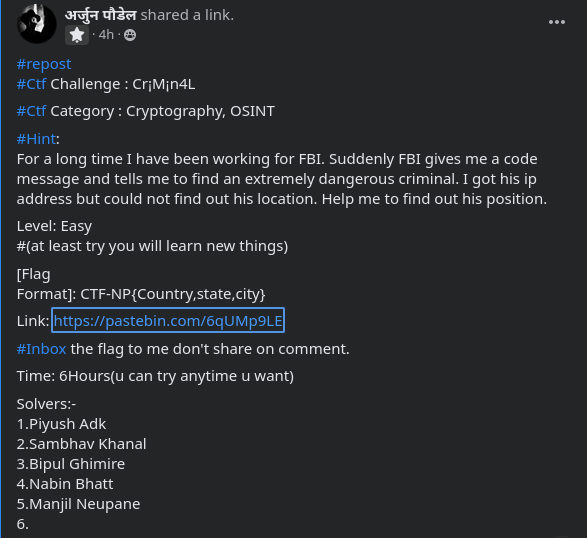 अर्जुन पौडेल shared a link.
4h ·
#repost
#Ctf Challenge : Cr¡M¡n4L
#Ctf Category : Cryptography, OSINT
#Hint:
For a long time I have been working for FBI. Suddenly FBI gives me a code
message and tells me to find an extremely dangerous criminal. I got his ip
address but could not find out his location. Help me to find out his position.
Level: Easy
#(at least try you will learn new things)
[Flag
Format]: CTF-NP{Country,state,city}
Link: https://pastebin.com/6qUMp9LE
#Inbox the flag to me don't share on comment.
Time: 6Hours(u can try anytime u want)
Solvers:-
1.Piyush Adk
2.Sambhav Khanal
3.Bipul Ghimire
4.Nabin Bhatt
5.Manjil Neupane
6.